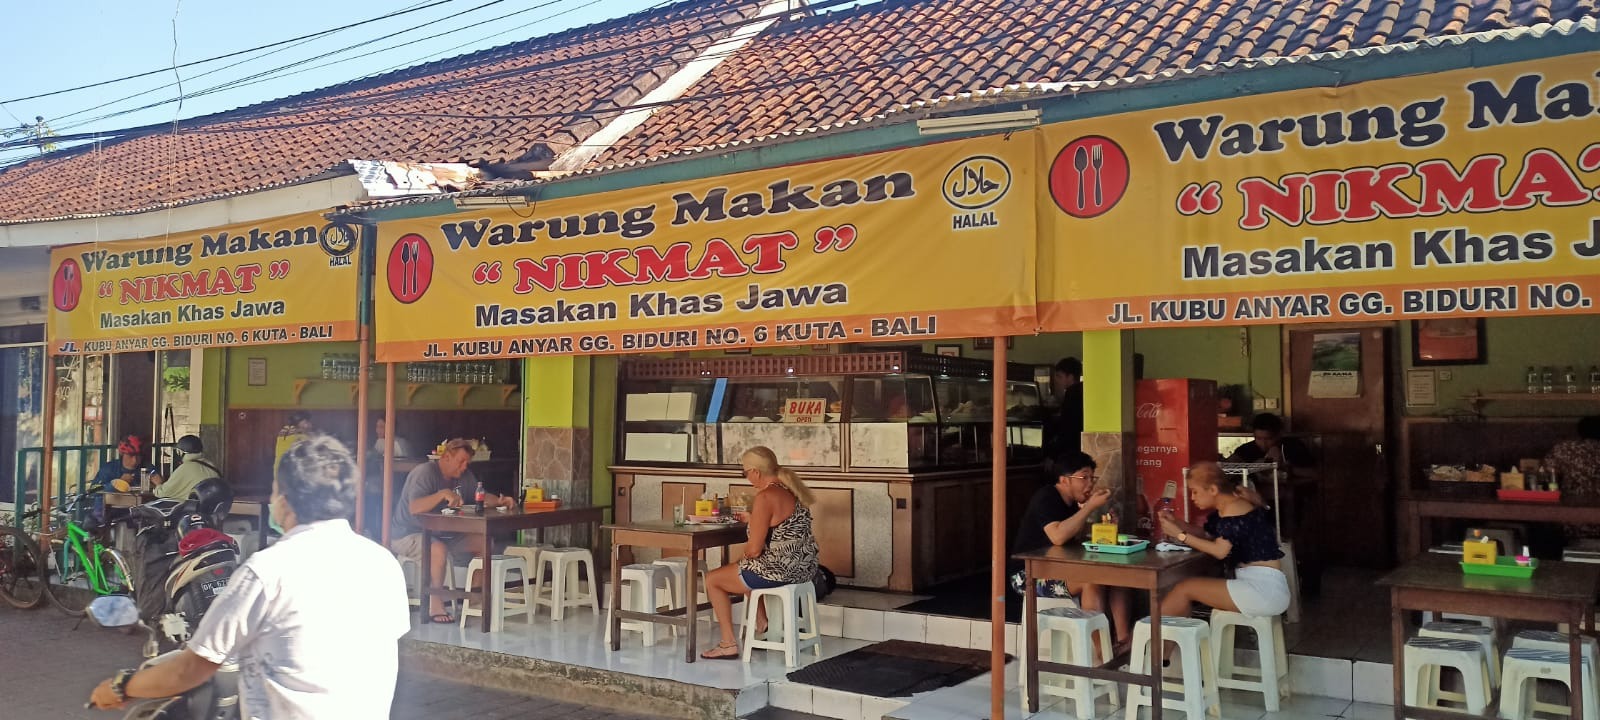 Warung Makan
HALAL
“ NIKMAT ”
Masakan Khas Jawa
JL. KUBU ANYAR GG. BIDURI NO. 6 KUTA - BALI
Warung Makan
حلال
HALAL
“ NIKMAT ”
Masakan Khas Jawa
JL. KUBU ANYAR GG. BIDURI NO. 6 KUTA - BALI
Warung Ma
“ NIKMA
Masakan Khas J
JL. KUBU ANYAR GG. BIDURI NO.
BUKA
OPEN